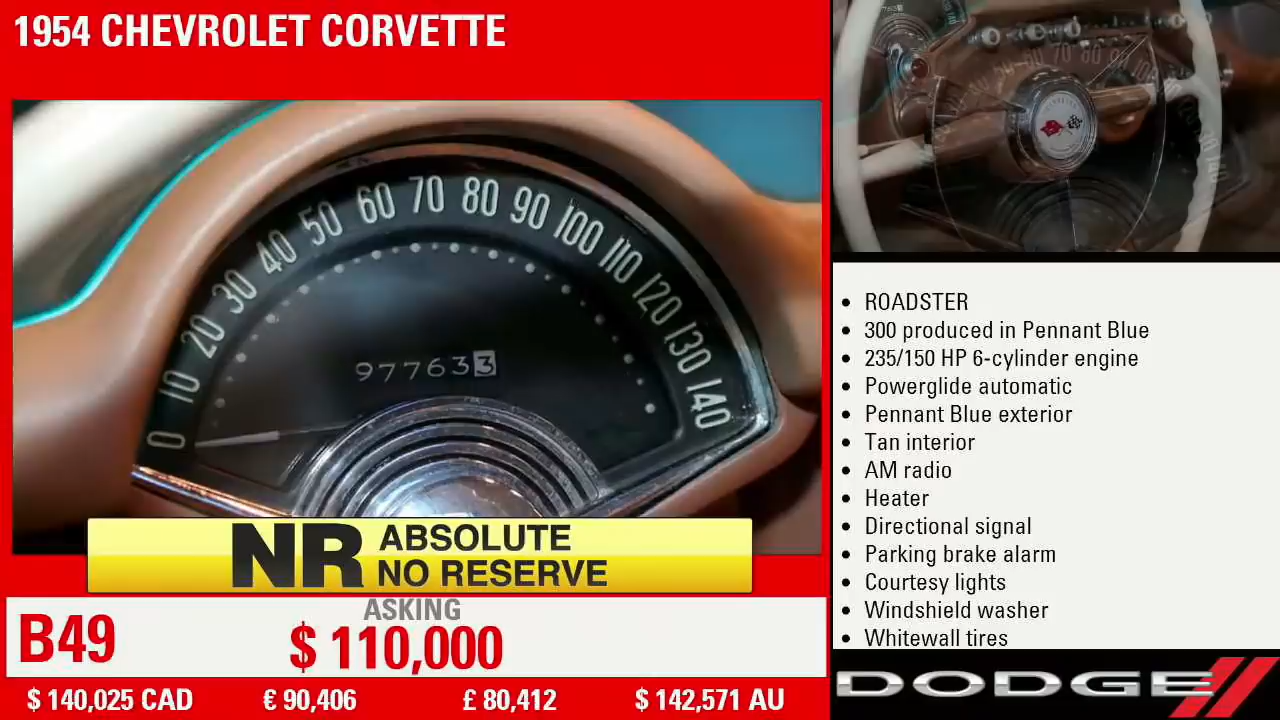 1954 CHEVROLET CORVETTE
0 10 20 30 40 50 60 70 80 90 100 110 120 130 140
977633
NR ABSOLUTE
NO RESERVE
ASKING
B49
$ 110,000
$ 140,025 CAD € 90,406 £ 80,412 $ 142,571 AU
• ROADSTER
• 300 produced in Pennant Blue
• 235/150 HP 6-cylinder engine
• Powerglide automatic
• Pennant Blue exterior
• Tan interior
• AM radio
• Heater
• Directional signal
• Parking brake alarm
• Courtesy lights
• Windshield washer
• Whitewall tires
DODGE